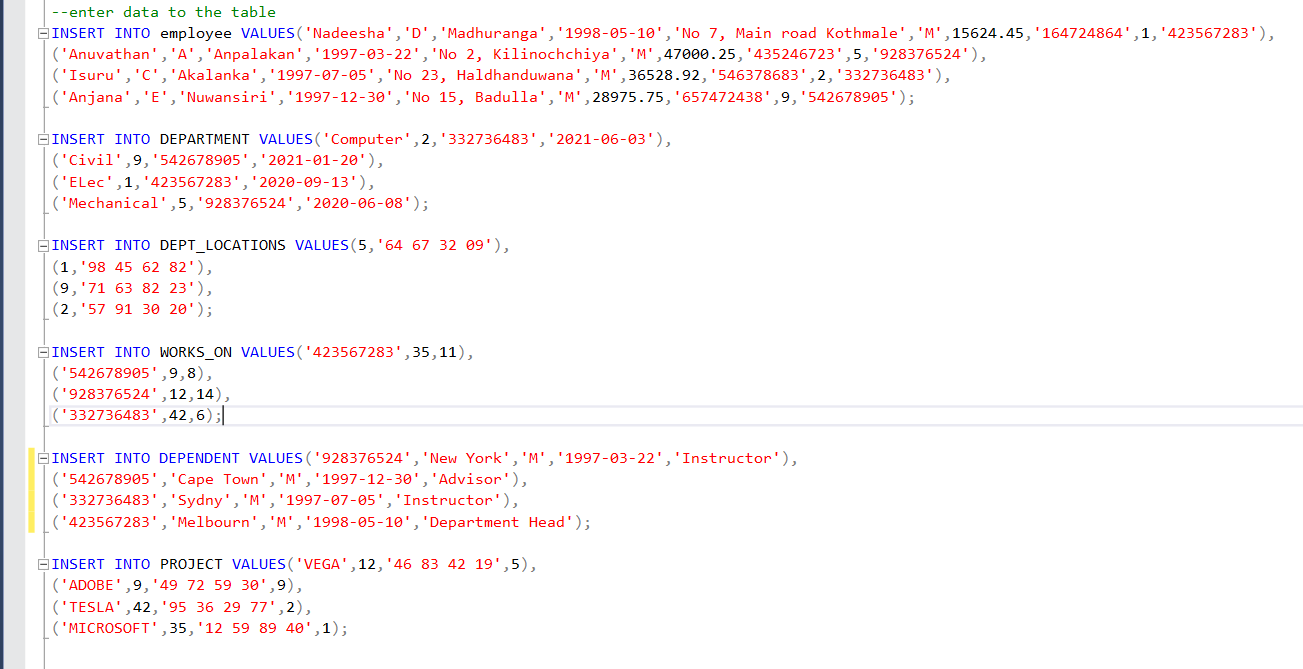 --enter data to the table
INSERT INTO employee VALUES('Nadeesha','D','Madhuranga','1998-05-10','No 7, Main road Kothmale','M',15624.45,'164724864',1,'423567283'),
('Anuvathan','A','Anpalakan','1997-03-22','No 2, Kilinochchiya','M',47000.25,'435246723',5,'928376524'),
('Isuru','C','Akalanka','1997-07-05','No 23, Haldhanduwana','M',36528.92,'546378683',2,'332736483'),
('Anjana','E','Nuwansiri','1997-12-30','No 15, Badulla','M',28975.75,'657472438',9,'542678905');
INSERT INTO DEPARTMENT VALUES('Computer',2,'332736483','2021-06-03'),
('Civil',9,'542678905','2021-01-20'),
('ELec',1,'423567283','2020-09-13'),
('Mechanical',5,'928376524','2020-06-08');
INSERT INTO DEPT_LOCATIONS VALUES(5,'64 67 32 09'),
(1,'98 45 62 82'),
(9,'71 63 82 23'),
(2,'57 91 30 20');
INSERT INTO WORKS_ON VALUES('423567283',35,11),
('542678905',9,8),
('928376524',12,14),
('332736483',42,6);
INSERT INTO DEPENDENT VALUES('928376524','New York','M','1997-03-22','Instructor'),
('542678905','Cape Town','M','1997-12-30','Advisor'),
('332736483','Sydny','M','1997-07-05','Instructor'),
('423567283','Melbourn','M','1998-05-10','Department Head');
INSERT INTO PROJECT VALUES('VEGA',12,'46 83 42 19',5),
('ADOBE',9,'49 72 59 30',9),
('TESLA',42,'95 36 29 77',2),
('MICROSOFT',35,'12 59 89 40',1);